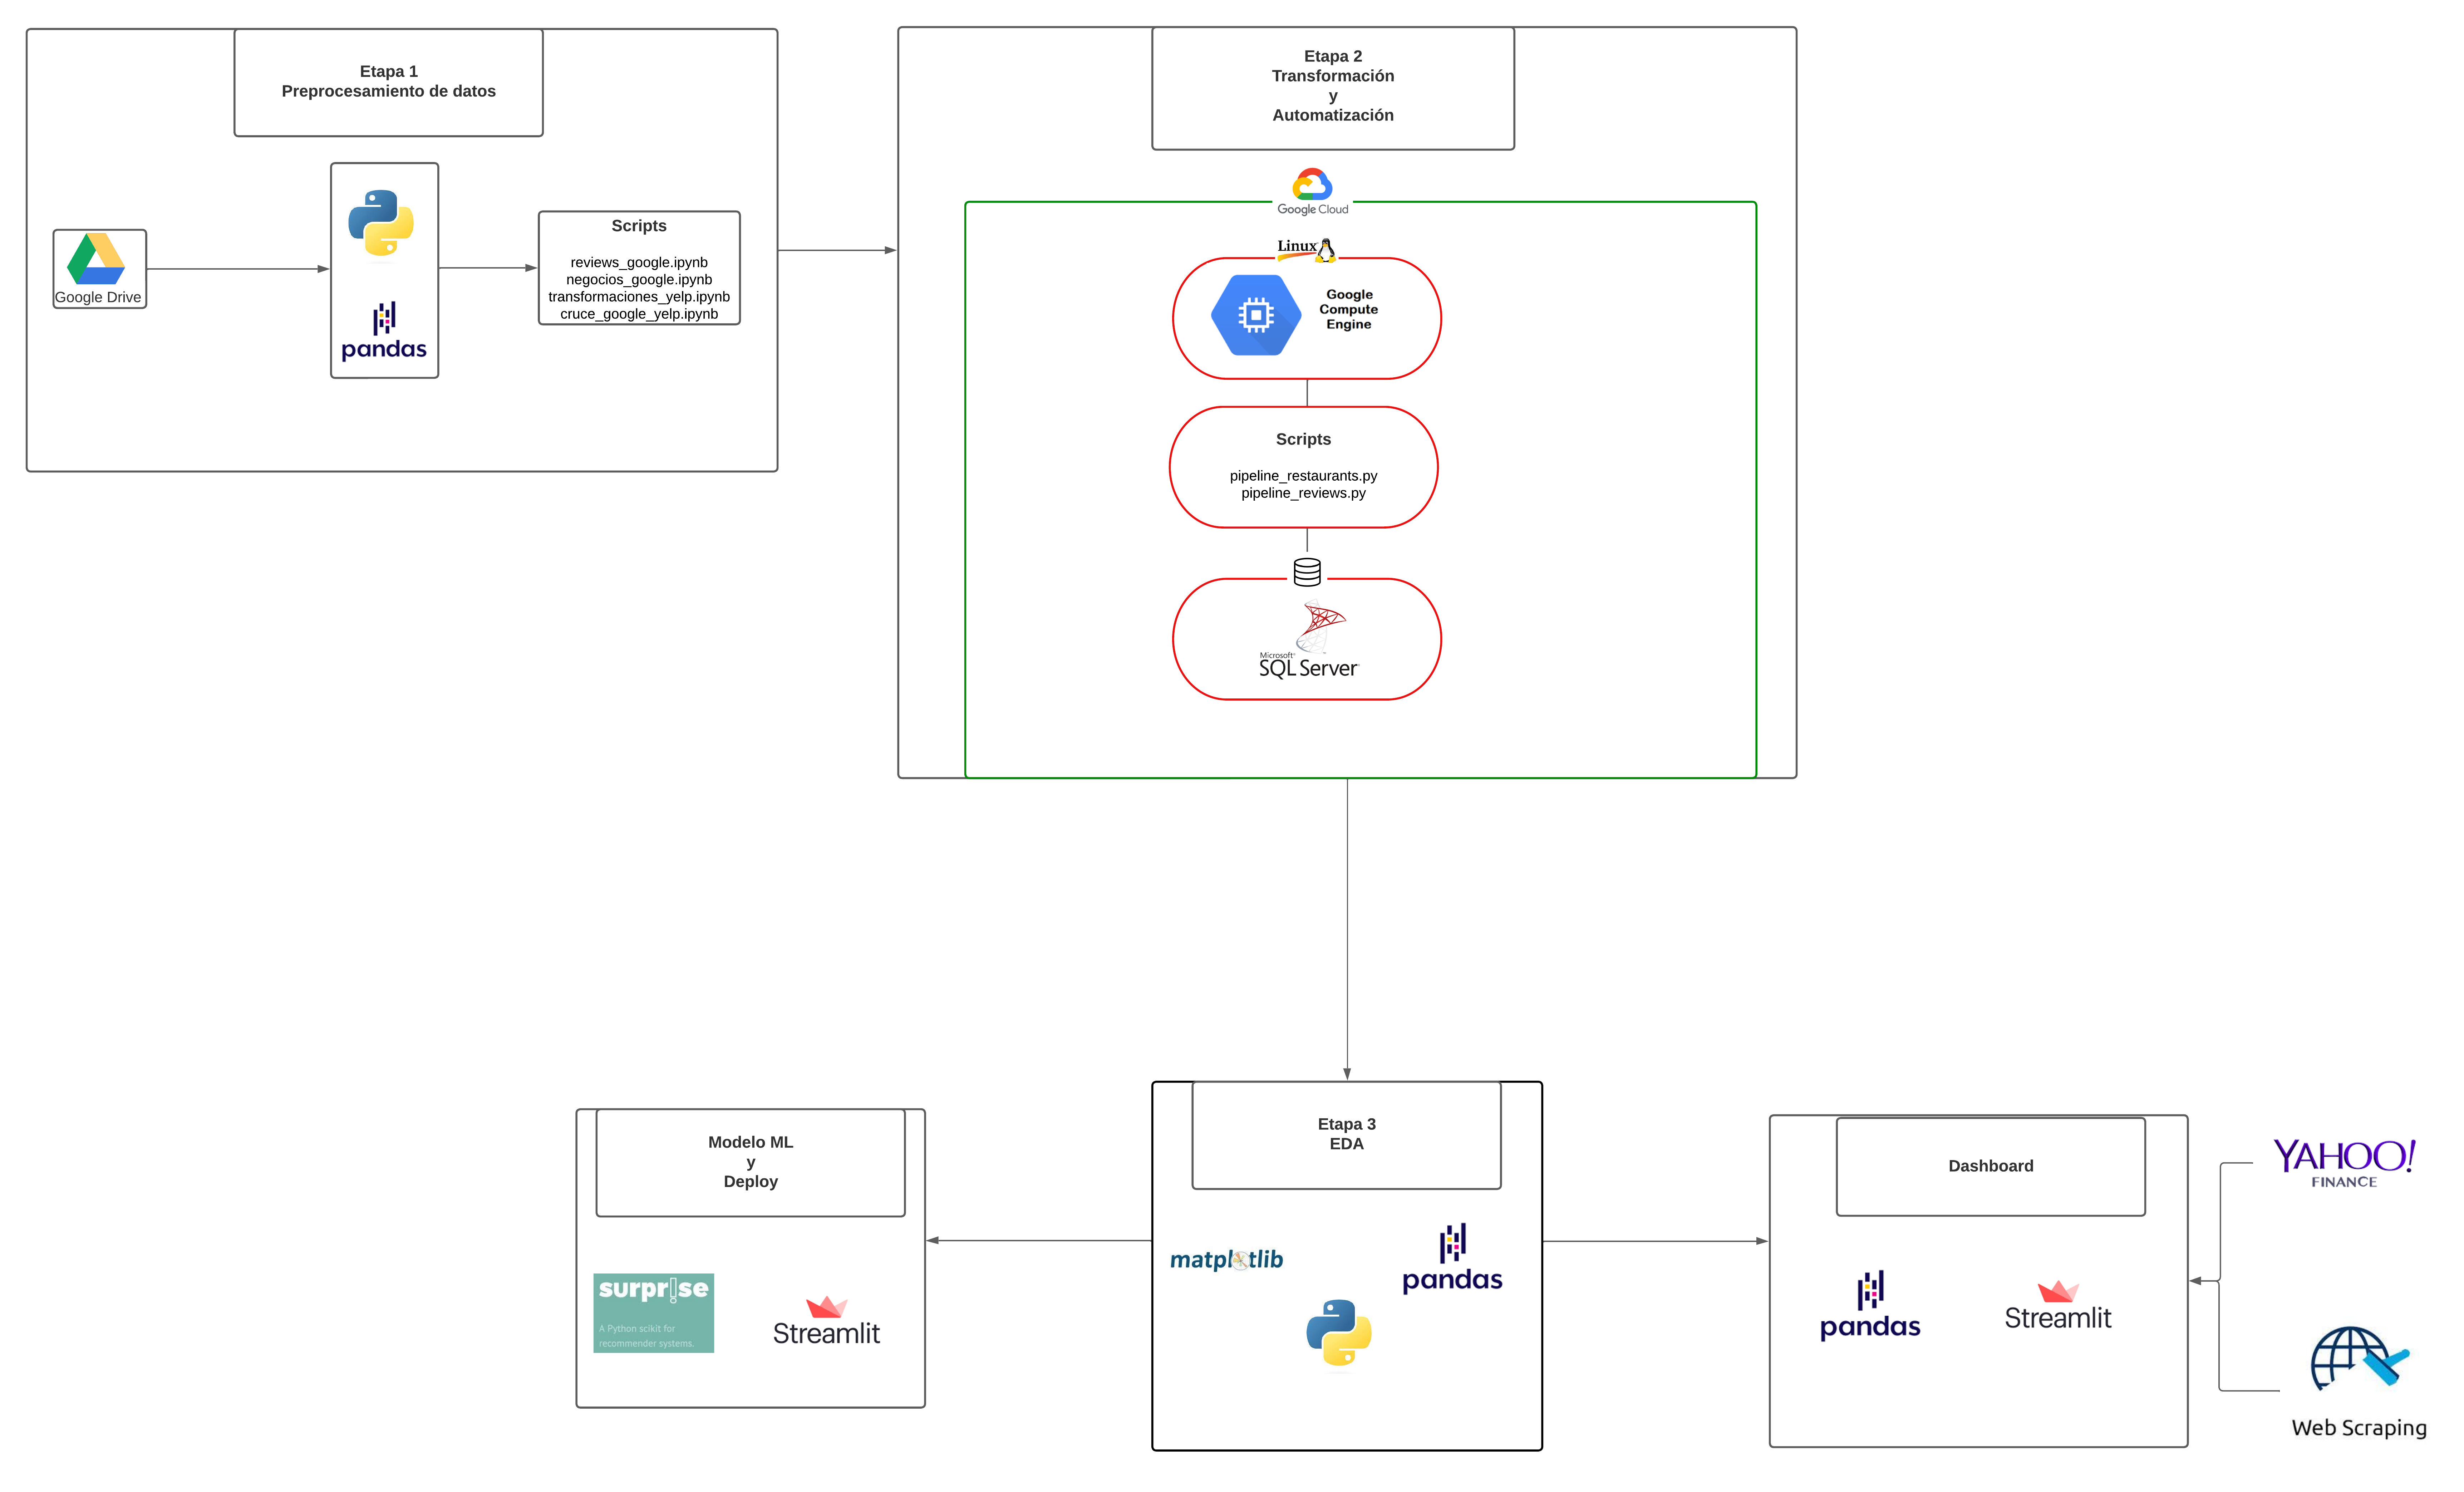 Etapa 1
Preprocesamiento de datos
Google Drive
pandas
Scripts
reviews_google.ipynb
negocios_google.ipynb
transformaciones_yelp.ipynb
cruce_google_yelp.ipynb
Etapa 2
Transformación
y
Automatización
Google Cloud
Linux
Google
Compute
Engine
Scripts
pipeline_restaurants.py
pipeline_reviews.py
Microsoft
SQL Server
Modelo ML
y
Deploy
surprise
A Python scikit for
recommender systems.
Streamlit
Etapa 3
EDA
matplotlib
pandas
Dashboard
pandas
Streamlit
YAHOO!
FINANCE
Web Scraping